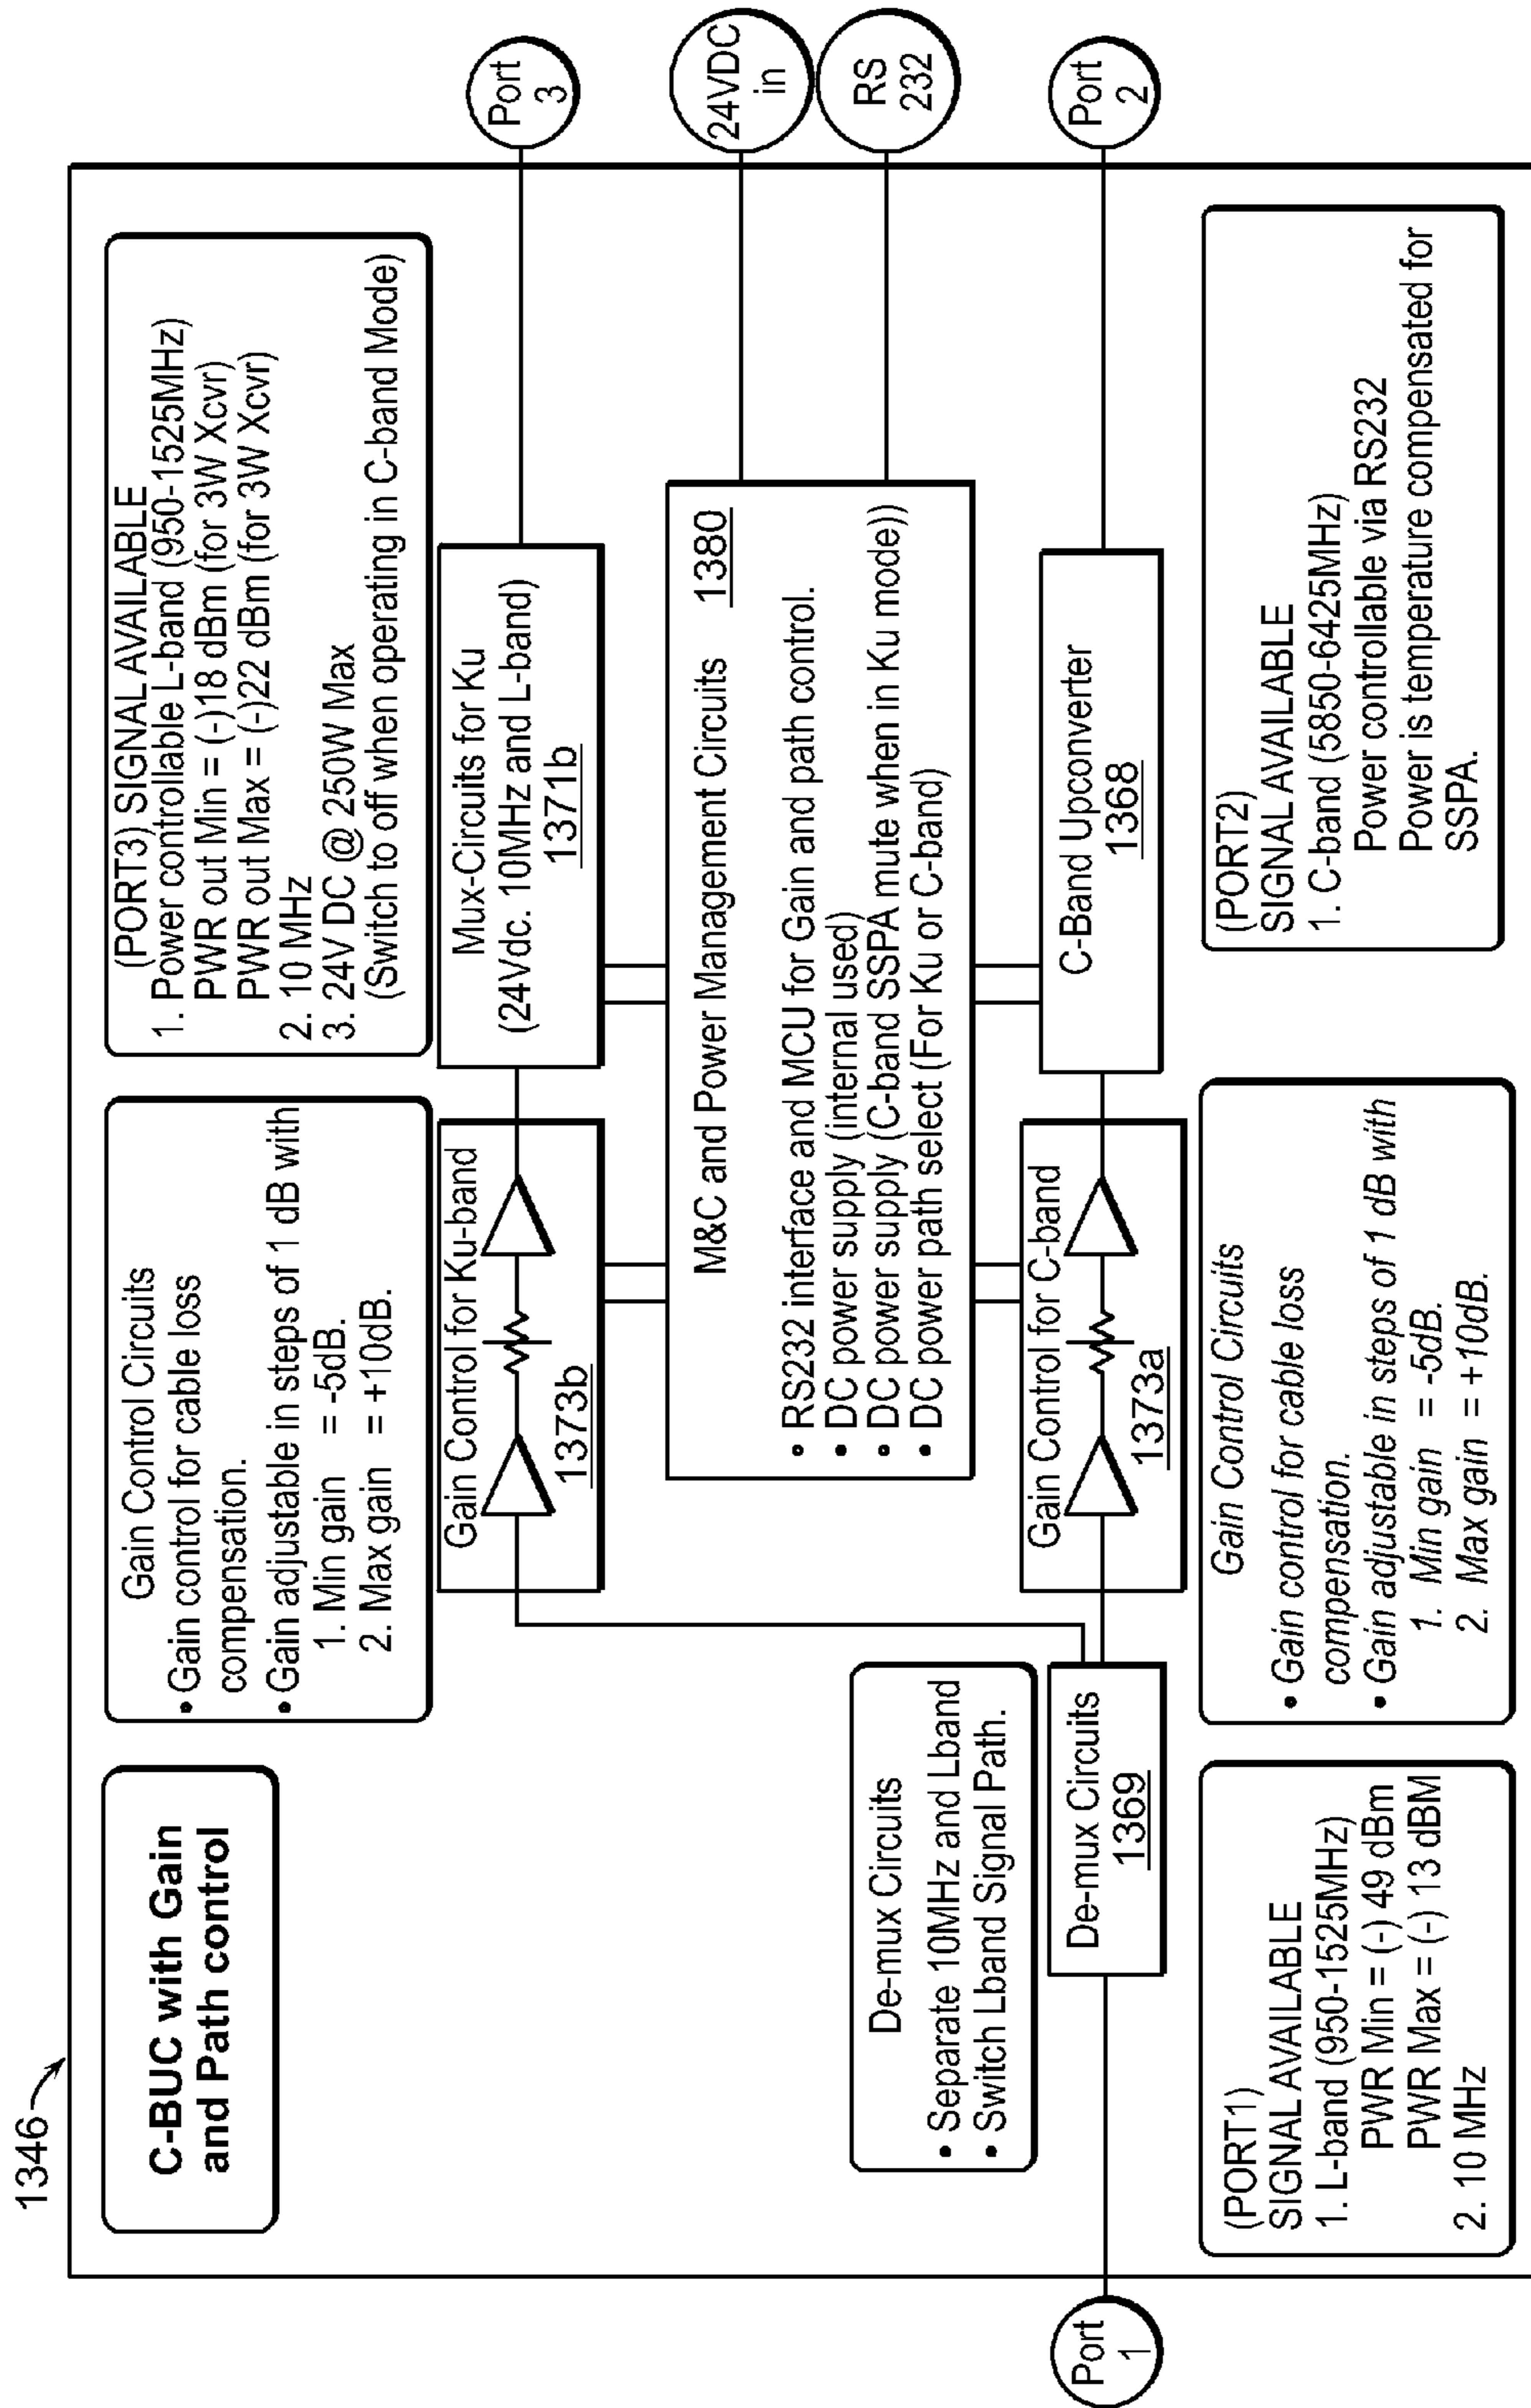 1346
C-BUC with Gain
and Path control
Gain Control Circuits
• Gain control for cable loss
compensation.
• Gain adjustable in steps of 1 dB with
1. Min gain = -5dB.
2. Max gain = +10dB.
(PORT3) SIGNAL AVAILABLE
1. Power controllable L-band (950-1525MHz)
PWR out Min = (-)18 dBm (for 3W Xcvr)
PWR out Max = (-)22 dBm (for 3W Xcvr)
2. 10 MHz
3. 24V DC @ 250W Max
(Switch to off when operating in C-band Mode)
Gain Control for Ku-band
1373b
Mux-Circuits for Ku
(24Vdc. 10MHz and L-band)
1371b
Port
3
M&C and Power Management Circuits 1380
• RS232 interface and MCU for Gain and path control.
• DC power supply (internal used)
• DC power supply (C-band SSPA mute when in Ku mode))
• DC power path select (For Ku or C-band)
24VDC
in
RS
232
De-mux Circuits
• Separate 10MHz and Lband
• Switch Lband Signal Path.
Port
1
De-mux Circuits
1369
Gain Control for C-band
1373a
C-Band Upconverter
1368
Port
2
(PORT1)
SIGNAL AVAILABLE
1. L-band (950-1525MHz)
PWR Min = (-) 49 dBm
PWR Max = (-) 13 dBM
2. 10 MHz
Gain Control Circuits
• Gain control for cable loss
compensation.
• Gain adjustable in steps of 1 dB with
1. Min gain = -5dB.
2. Max gain = +10dB.
(PORT2)
SIGNAL AVAILABLE
1. C-band (5850-6425MHz)
Power controllable via RS232
Power is temperature compensated for
SSPA.